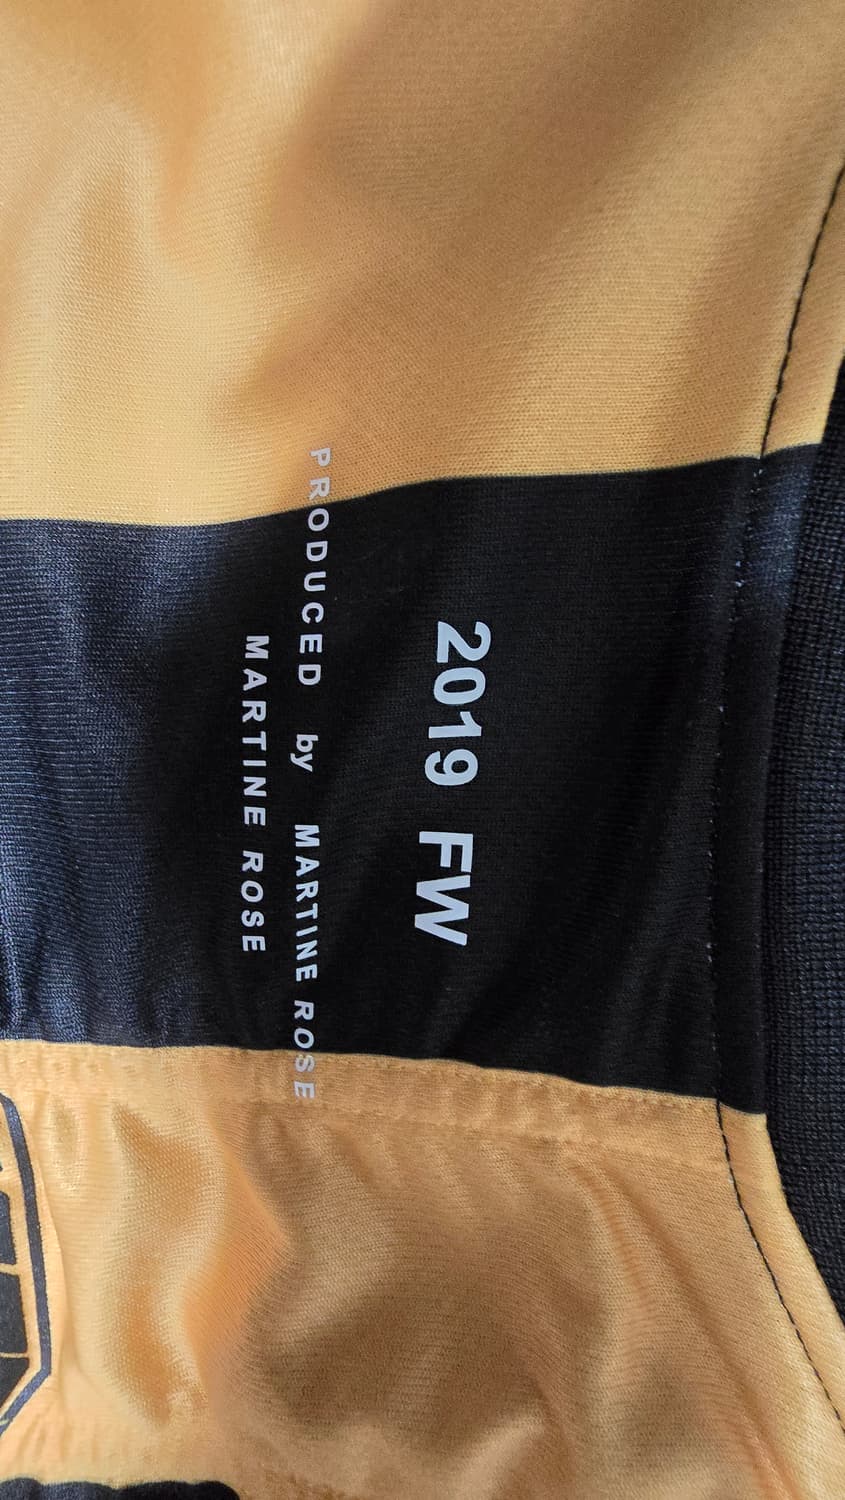 2019 FW
PRODUCED by MARTINE ROSE
MARTINE ROSE